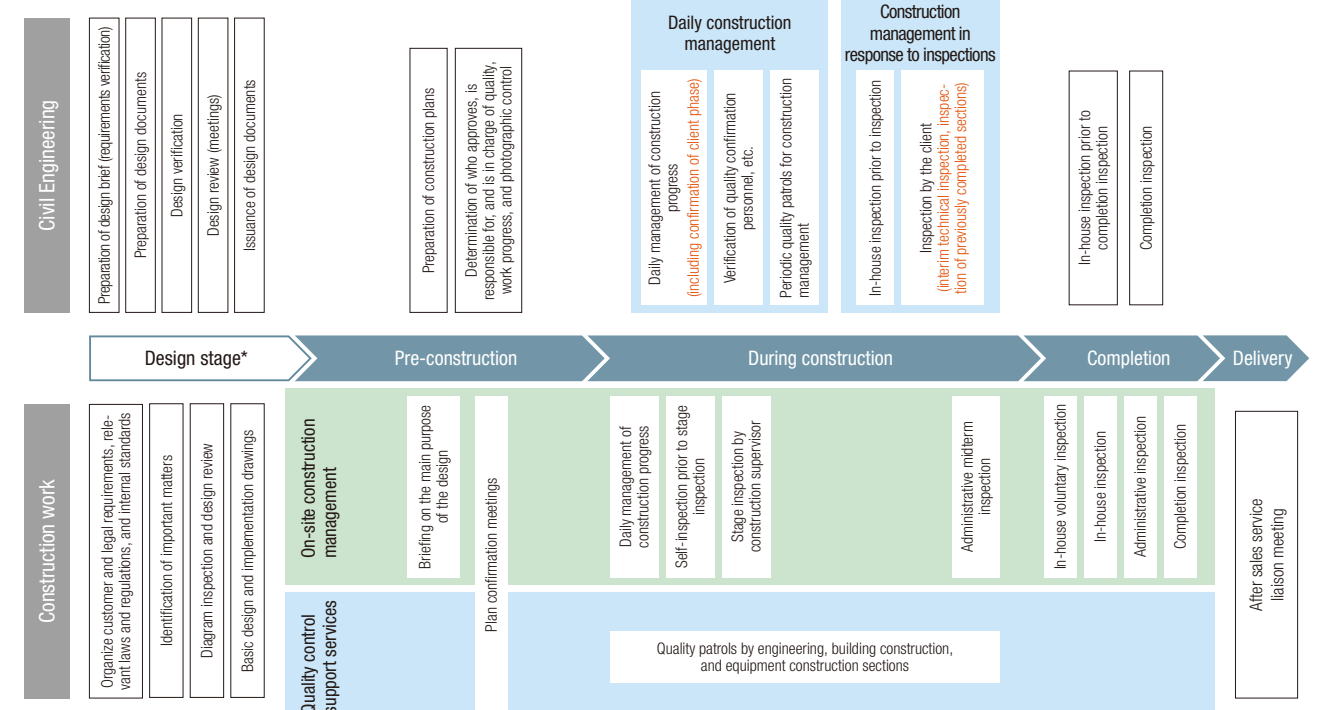 Civil Engineering
Preparation of design brief (requirements verification)
Preparation of design documents
Design verification
Design review (meetings)
Issuance of design documents
Preparation of construction plans
Determination of who approves, is
responsible for, and is in charge of quality,
work progress, and photographic control
Daily construction
management
Daily management of construction
progress
(including confirmation of client phase)
Verification of quality confirmation
personnel, etc.
Periodic quality patrols for construction
management
Construction
management in
response to inspections
In-house inspection prior to inspection
Inspection by the client
(interim technical inspection, inspec-
tion of previously completed sections)
In-house inspection prior to
completion inspection
Completion inspection
Design stage*
Pre-construction
During construction
Completion
Delivery
Construction work
Organize customer and legal requirements, rele-
vant laws and regulations, and internal standards
Identification of important matters
Diagram inspection and design review
Basic design and implementation drawings
On-site construction
management
Briefing on the main purpose
of the design
Plan confirmation meetings
Daily management of
construction progress
Self-inspection prior to stage
inspection
Stage inspection by
construction supervisor
Administrative midterm
inspection
In-house voluntary inspection
In-house inspection
Administrative inspection
Completion inspection
After sales service
liaison meeting
Quality control
support services
Quality patrols by engineering, building construction,
and equipment construction sections